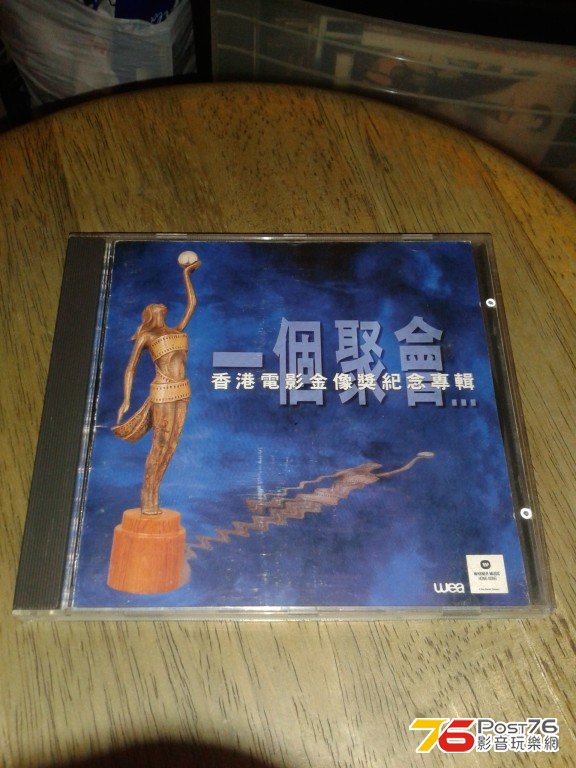 一個聚會...
香港電影金像獎紀念專輯
wea
WARNER MUSIC
HONG KONG
76 Post76
影音玩樂網